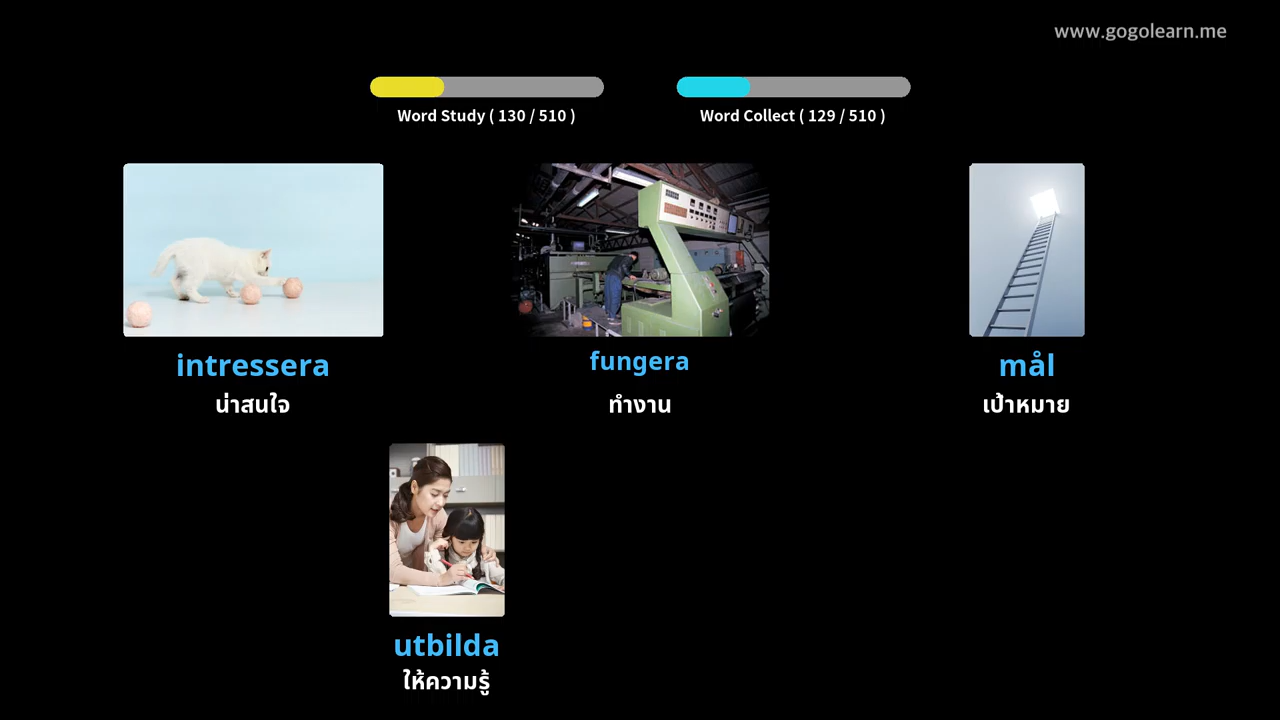 www.gogolearn.me
Word Study ( 130 / 510 )
Word Collect ( 129 / 510 )
intressera
น่าสนใจ
fungera
ทำงาน
mål
เป้าหมาย
utbilda
ให้ความรู้